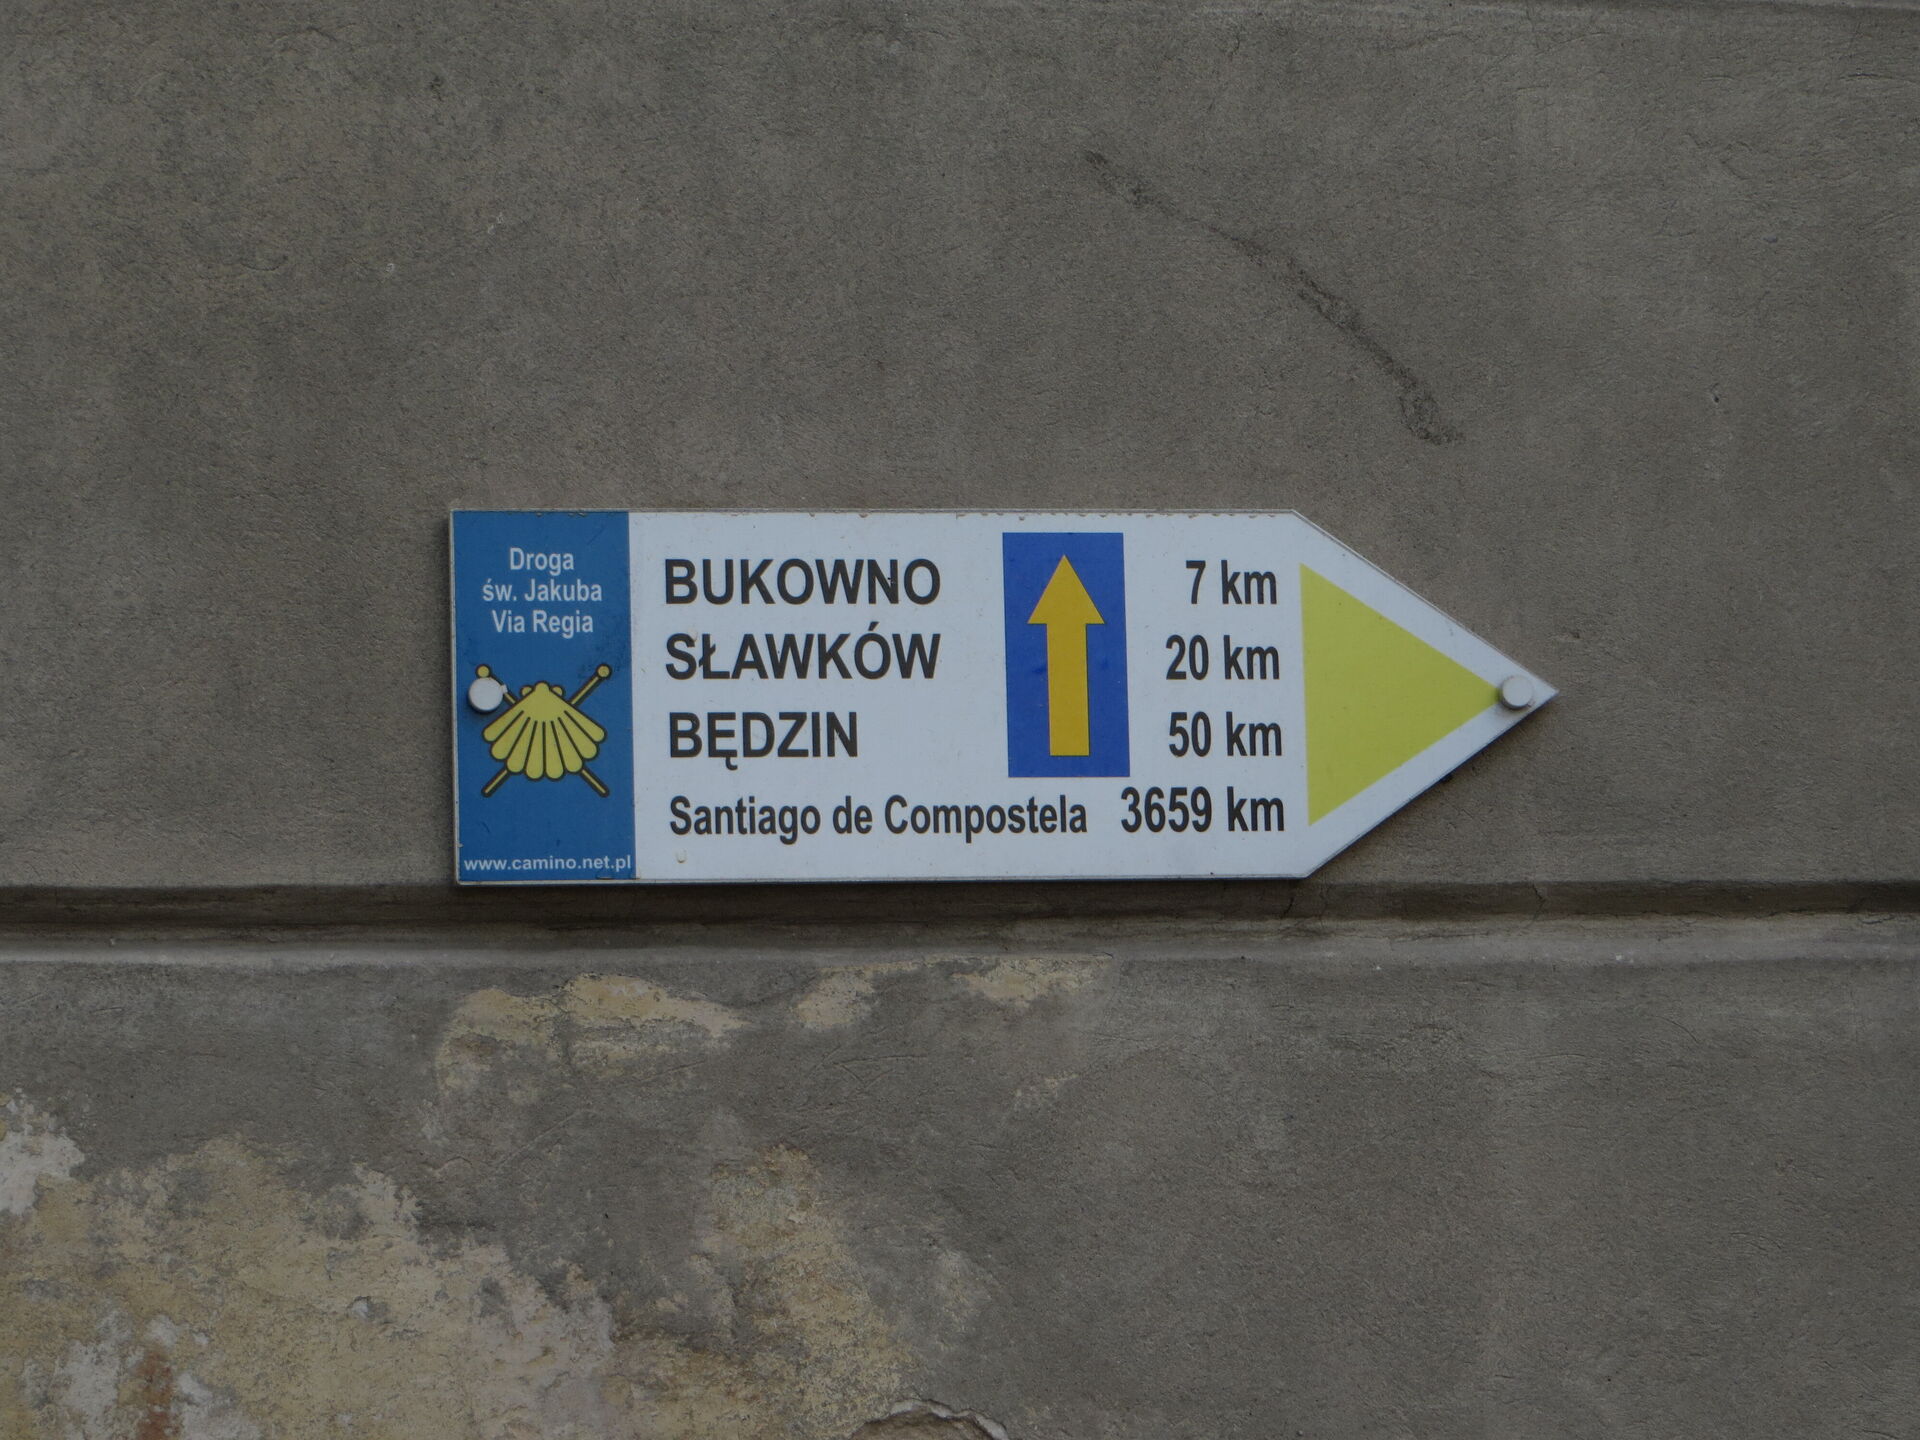 Droga
św. Jakuba
Via Regia
www.camino.net.pl
BUKOWNO 7 km
SŁAWKÓW 20 km
BĘDZIN 50 km
Santiago de Compostela 3659 km